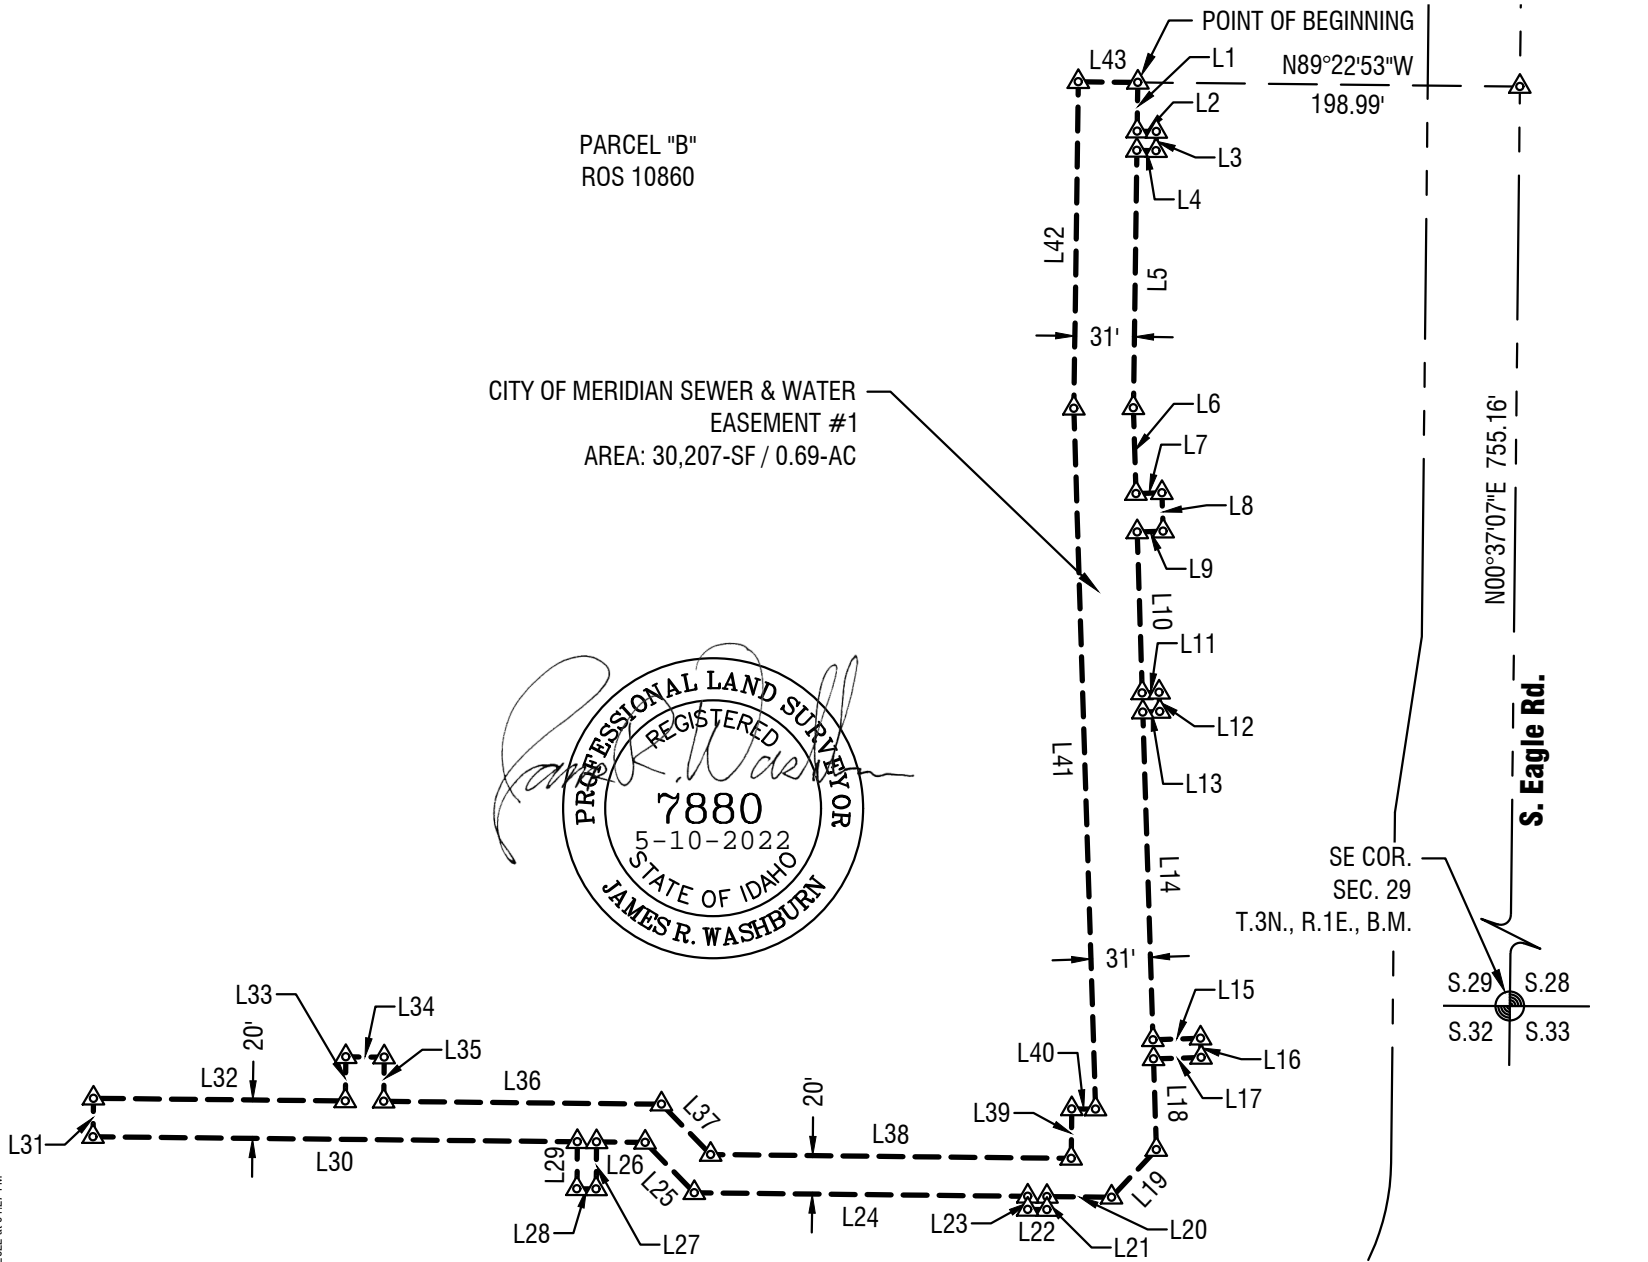 POINT OF BEGINNING
L43
L1
N89°22'53"W
198.99'
L2
L3
L4
PARCEL "B"
ROS 10860
L42
L5
31'
CITY OF MERIDIAN SEWER & WATER
EASEMENT #1
AREA: 30,207-SF / 0.69-AC
L6
L7
L8
L9
N00°37'07"E 755.16'
L10
L11
L12
L13
L41
S. Eagle Rd.
PROFESSIONAL LAND SURVEYOR
REGISTERED
7880
5-10-2022
STATE OF IDAHO
JAMES R. WASHBURN
L14
SE COR.
SEC. 29
T.3N., R.1E., B.M.
31'
S.29
S.28
S.32
S.33
L15
L16
L17
L18
L33
L34
L35
20'
L32
L36
L37
L40
L39
20'
L38
L31
L30
L29
L26
L25
L19
L28
L27
L24
L23
L22
L21
L20